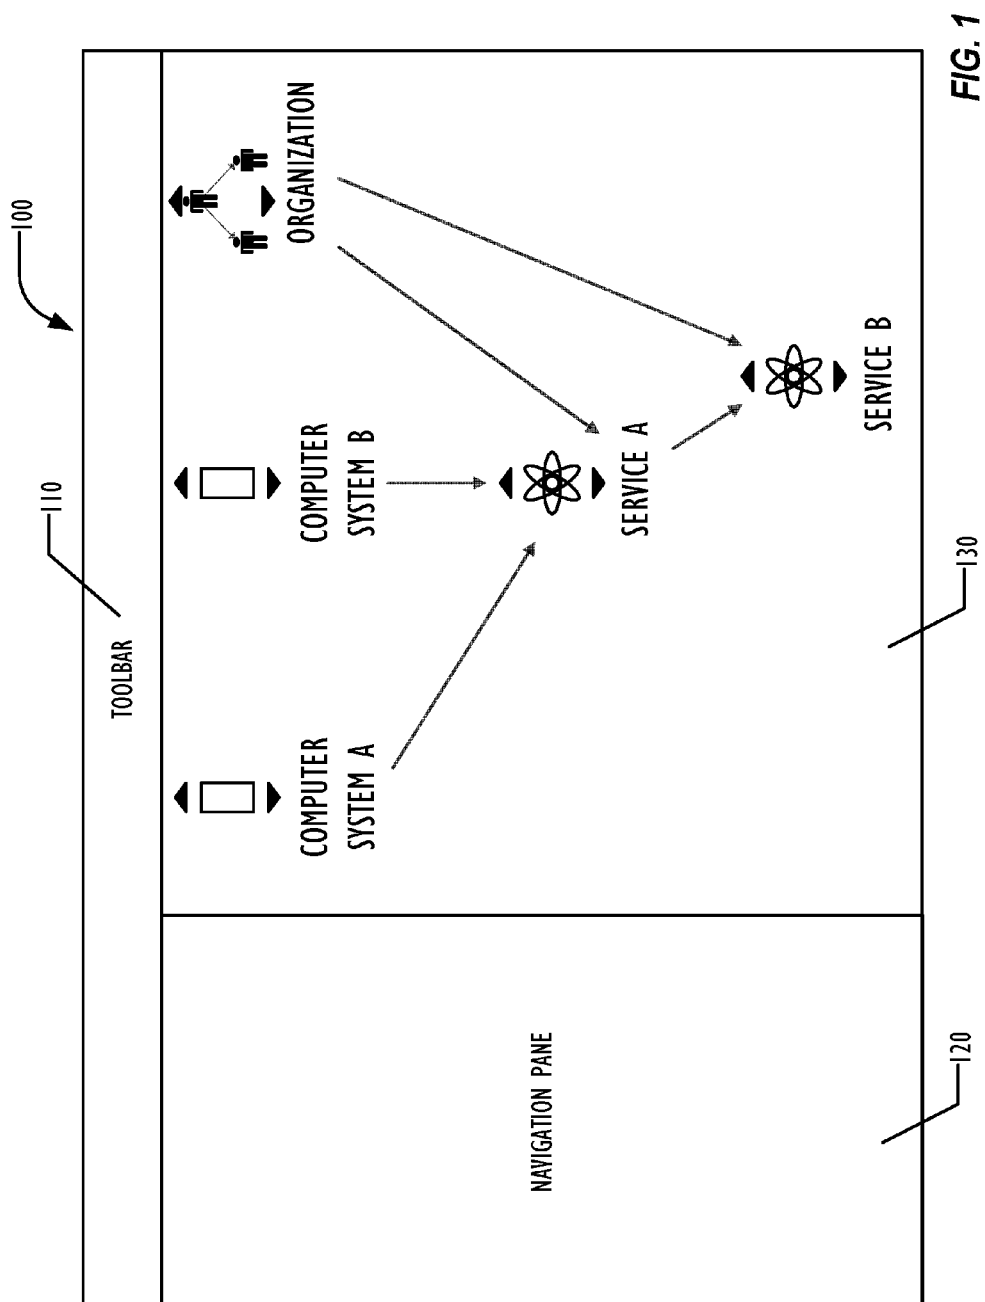 100
110
TOOLBAR
COMPUTER
SYSTEM A
COMPUTER
SYSTEM B
ORGANIZATION
SERVICE A
SERVICE B
NAVIGATION PANE
120
130
FIG. 1